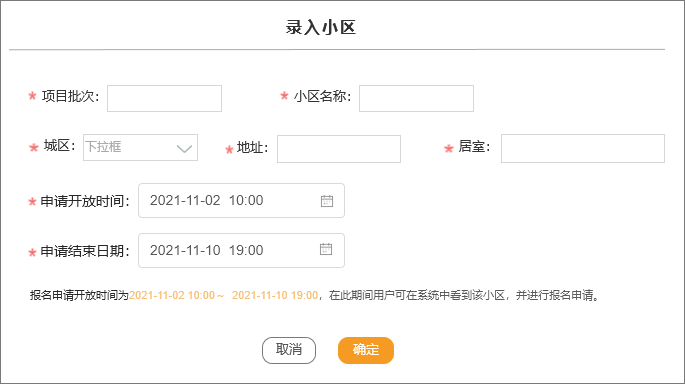 录入小区
* 项目批次: * 小区名称:
* 城区: 下拉框 * 地址: * 居室:
* 申请开放时间: 2021-11-02 10:00
* 申请结束日期: 2021-11-10 19:00
报名申请开放时间为2021-11-02 10:00～ 2021-11-10 19:00，在此期间用户可在系统中看到该小区，并进行报名申请。
取消 确定